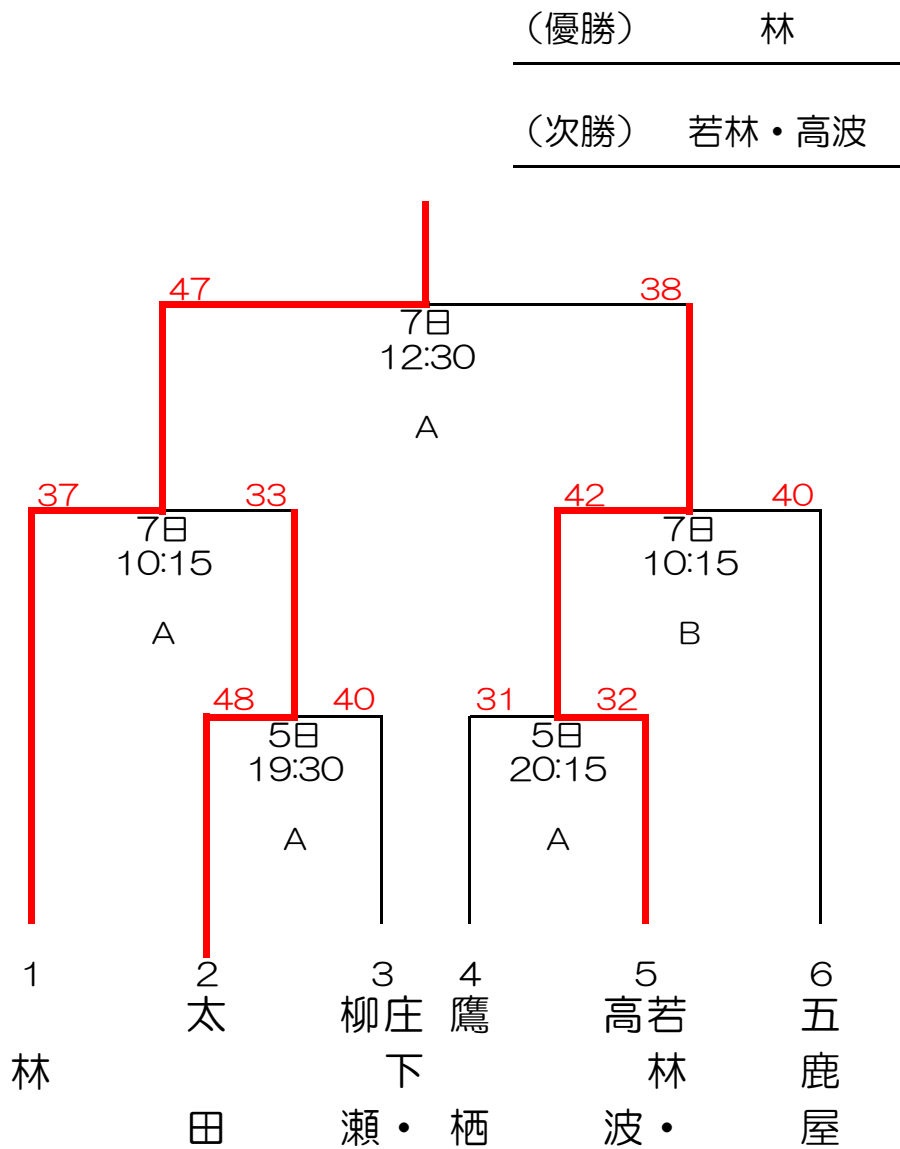 （優勝） 林
（次勝） 若林・高波
47 38
7日
12:30
A
37 33 42 40
7日 7日
10:15 10:15
A B
48 40 31 32
5日 5日
19:30 20:15
A A
1 2 3 4 5 6
林
太田
庄下・
柳瀬
鷹栖
若林・
高波
五鹿屋